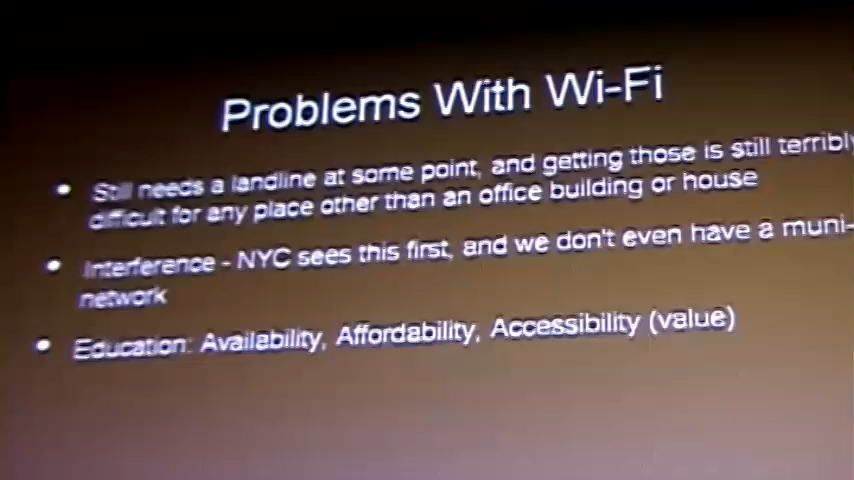 Problems With Wi-Fi
• Still needs a landline at some point, and getting those is still terribly
difficult for any place other than an office building or house
• Interference - NYC sees this first, and we don't even have a muni-
network
• Education: Availability, Affordability, Accessibility (value)